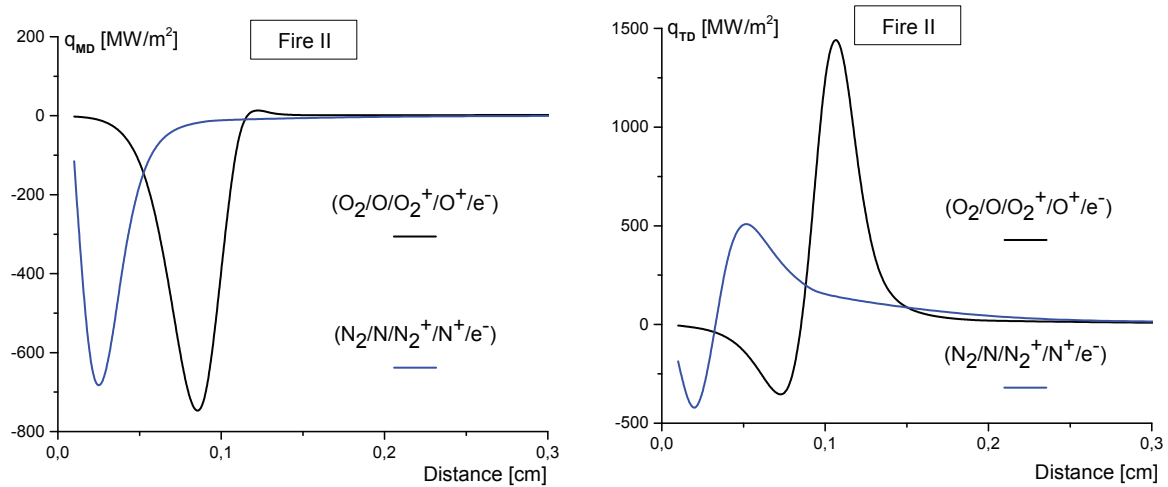 q_MD [MW/m²]
Fire II
200
0
-200
-400
-600
-800
(O₂/O/O₂⁺/O⁺/e⁻)
(N₂/N/N₂⁺/N⁺/e⁻)
0,0
0,1
0,2
0,3
Distance [cm]
q_TD [MW/m²]
Fire II
1500
1000
500
0
-500
(O₂/O/O₂⁺/O⁺/e⁻)
(N₂/N/N₂⁺/N⁺/e⁻)
0,0
0,1
0,2
0,3
Distance [cm]